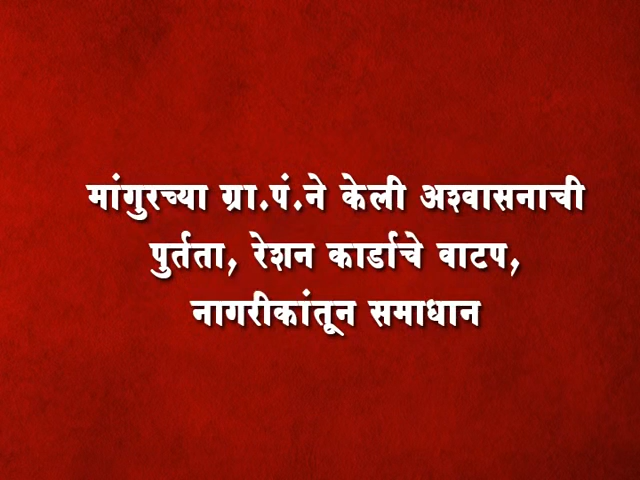 मांगुरच्या ग्रा.पं.ने केली अश्वासनाची
पुर्तता, रेशन कार्डाचे वाटप,
नागरीकांतून समाधान